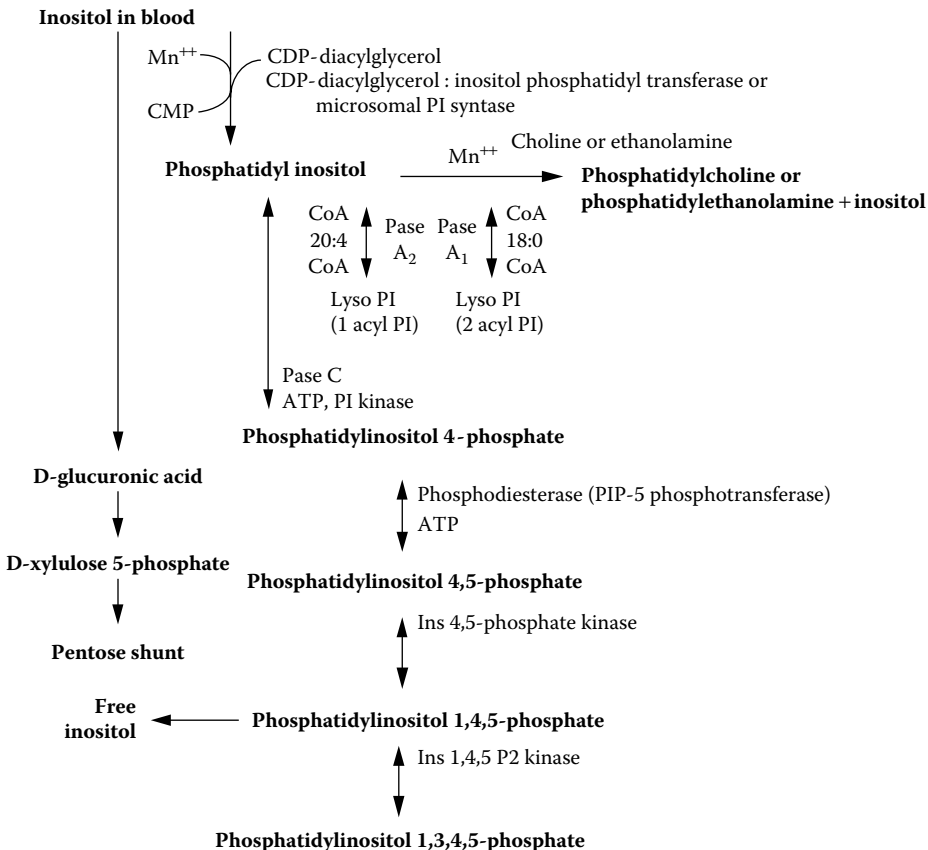 Inositol in blood
Mn++
CDP-diacylglycerol
CDP-diacylglycerol : inositol phosphatidyl transferase or
microsomal PI syntase
CMP
Choline or ethanolamine
Mn++
Phosphatidyl inositol
Phosphatidylcholine or
phosphatidylethanolamine + inositol
CoA
20:4
CoA
Pase
A2
Pase
A1
CoA
18:0
CoA
Lyso PI
(1 acyl PI)
Lyso PI
(2 acyl PI)
Pase C
ATP, PI kinase
Phosphatidylinositol 4-phosphate
D-glucuronic acid
Phosphodiesterase (PIP-5 phosphotransferase)
ATP
D-xylulose 5-phosphate
Phosphatidylinositol 4,5-phosphate
Ins 4,5-phosphate kinase
Pentose shunt
Free
inositol
Phosphatidylinositol 1,4,5-phosphate
Ins 1,4,5 P2 kinase
Phosphatidylinositol 1,3,4,5-phosphate